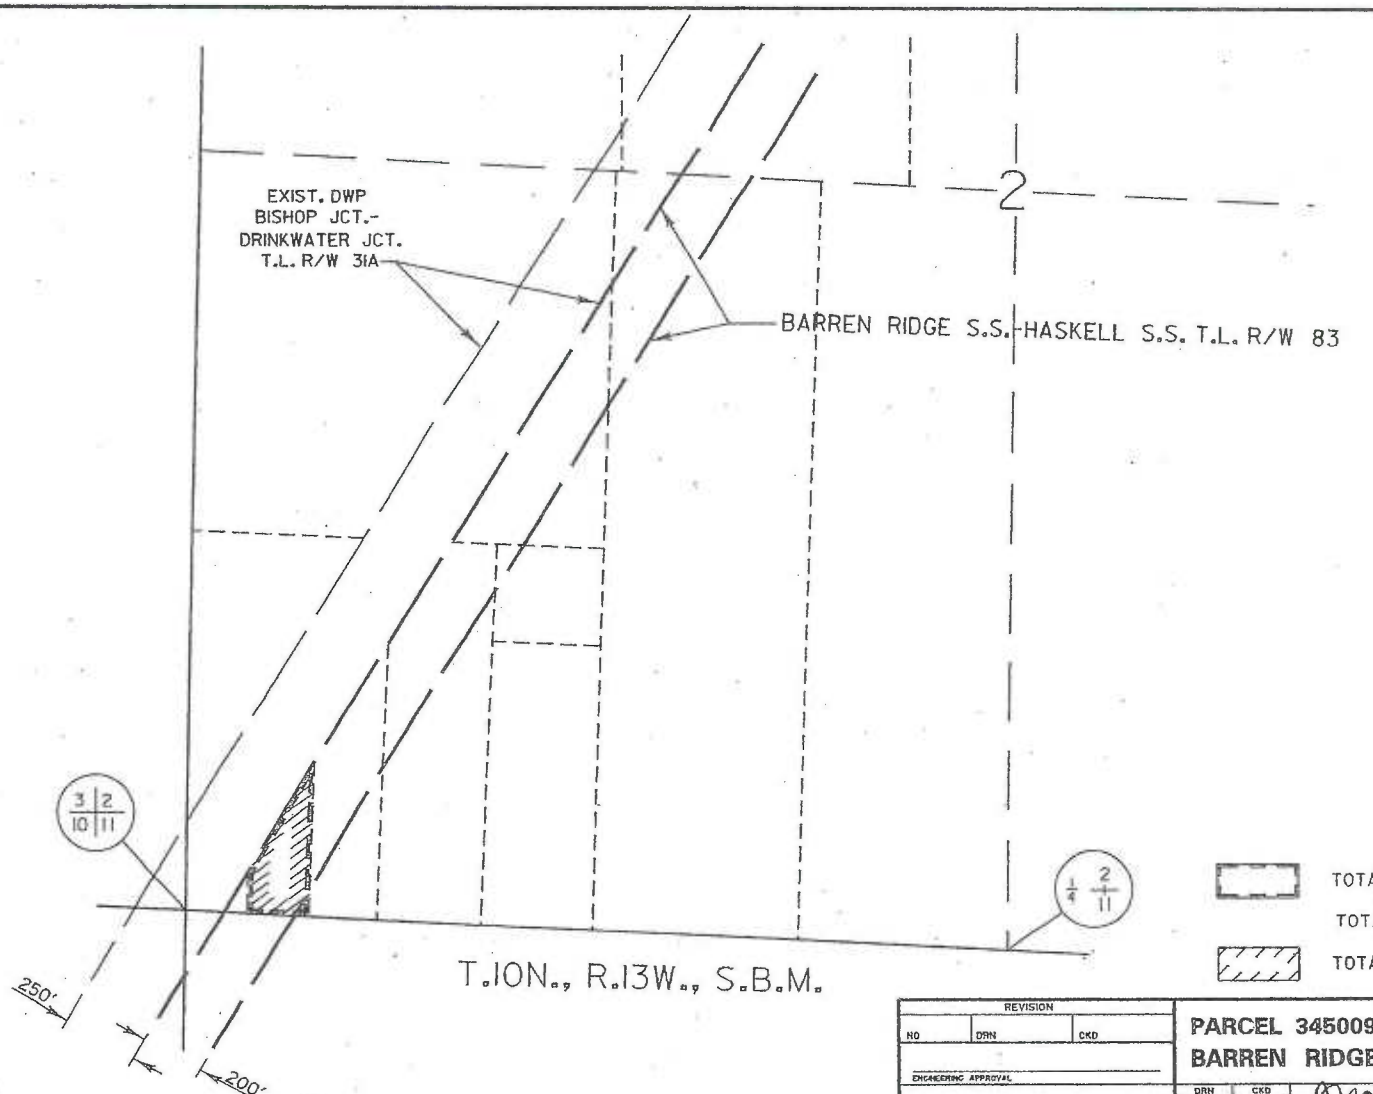 EXIST. DWP
BISHOP JCT.-
DRINKWATER JCT.
T.L. R/W 31A
2
BARREN RIDGE S.S.-HASKELL S.S. T.L. R/W 83
3 2
10 11
1/4 2
11
T.10N., R.13W., S.B.M.
250'
200'
REVISION
NO DRN CKD
ENGINEERING APPROVAL
PARCEL 345009
BARREN RIDGE
DRN CKD